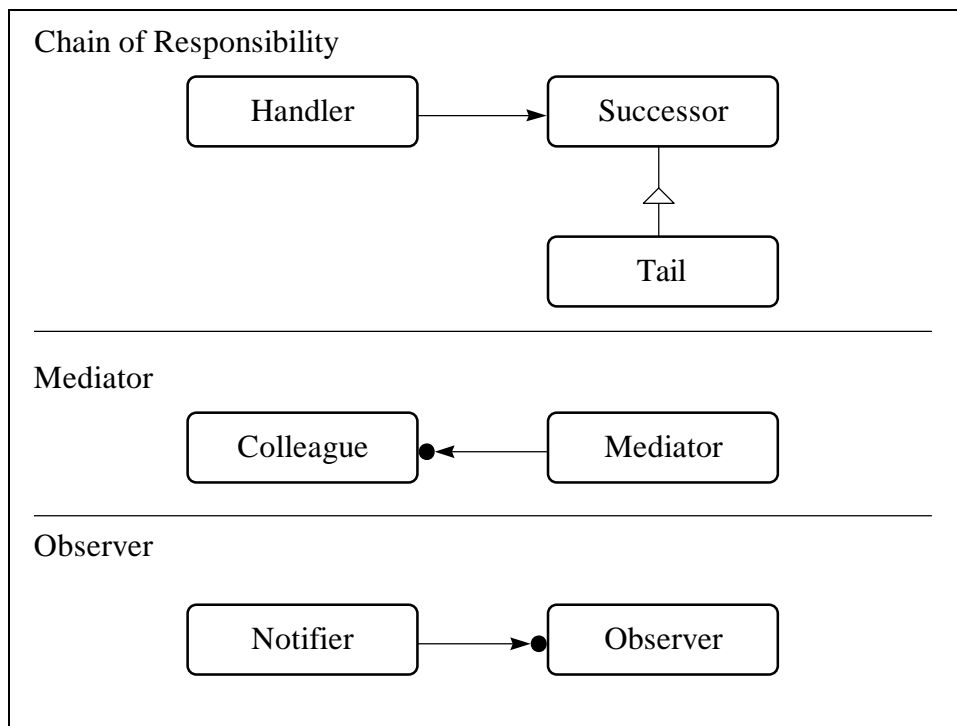 Chain of Responsibility
Handler
Successor
Tail
Mediator
Colleague
Mediator
Observer
Notifier
Observer